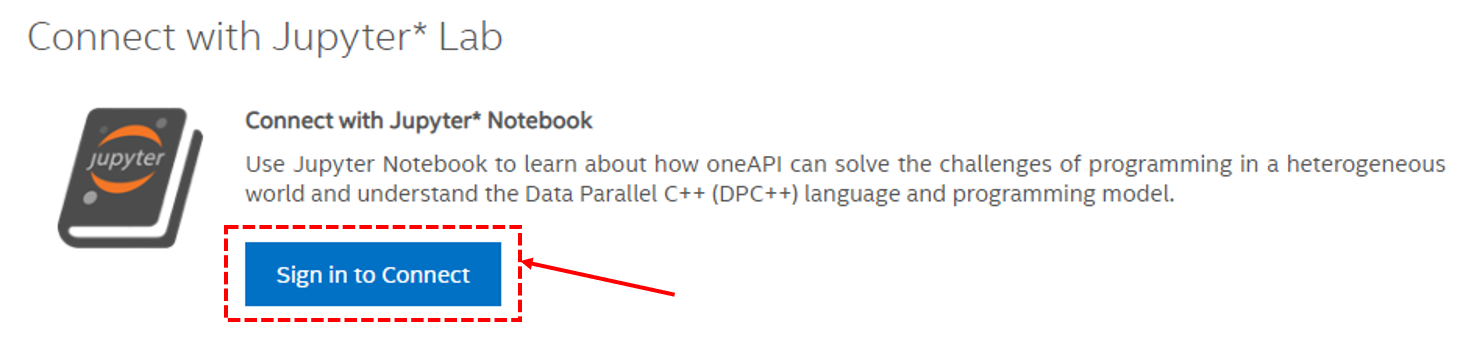 Connect with Jupyter* Lab
jupyter
Connect with Jupyter* Notebook
Use Jupyter Notebook to learn about how oneAPI can solve the challenges of programming in a heterogeneous
world and understand the Data Parallel C++ (DPC++) language and programming model.
Sign in to Connect